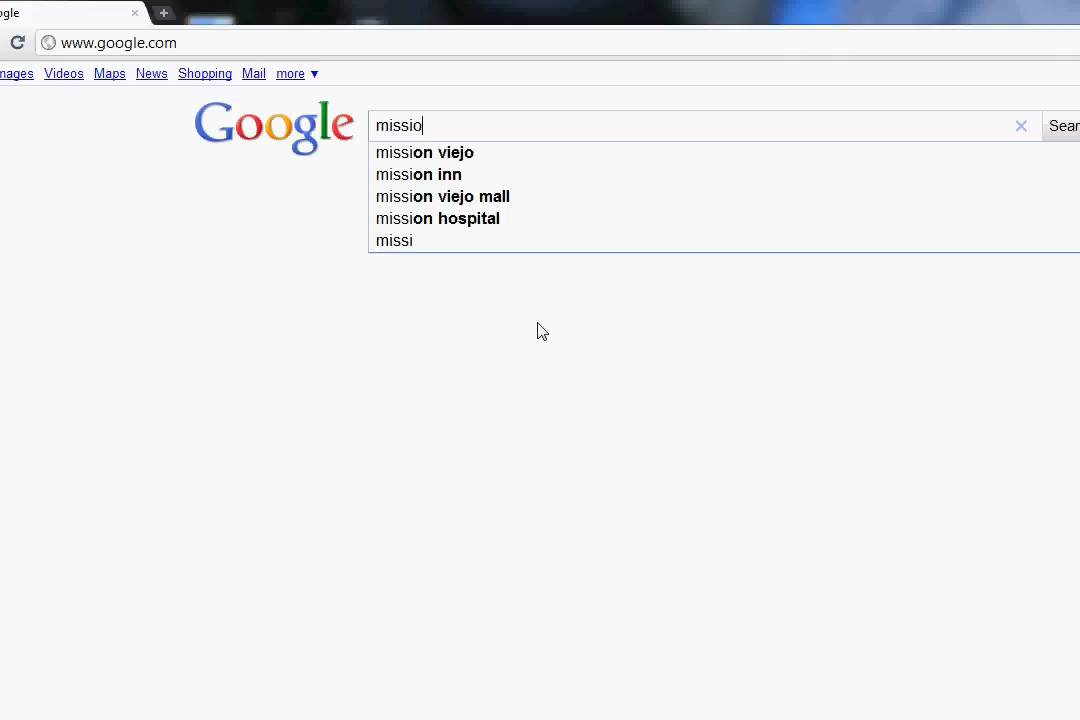 ogle
www.google.com
mages Videos Maps News Shopping Mail more ▼
Google
missio
Sear
mission viejo
mission inn
mission viejo mall
mission hospital
missi